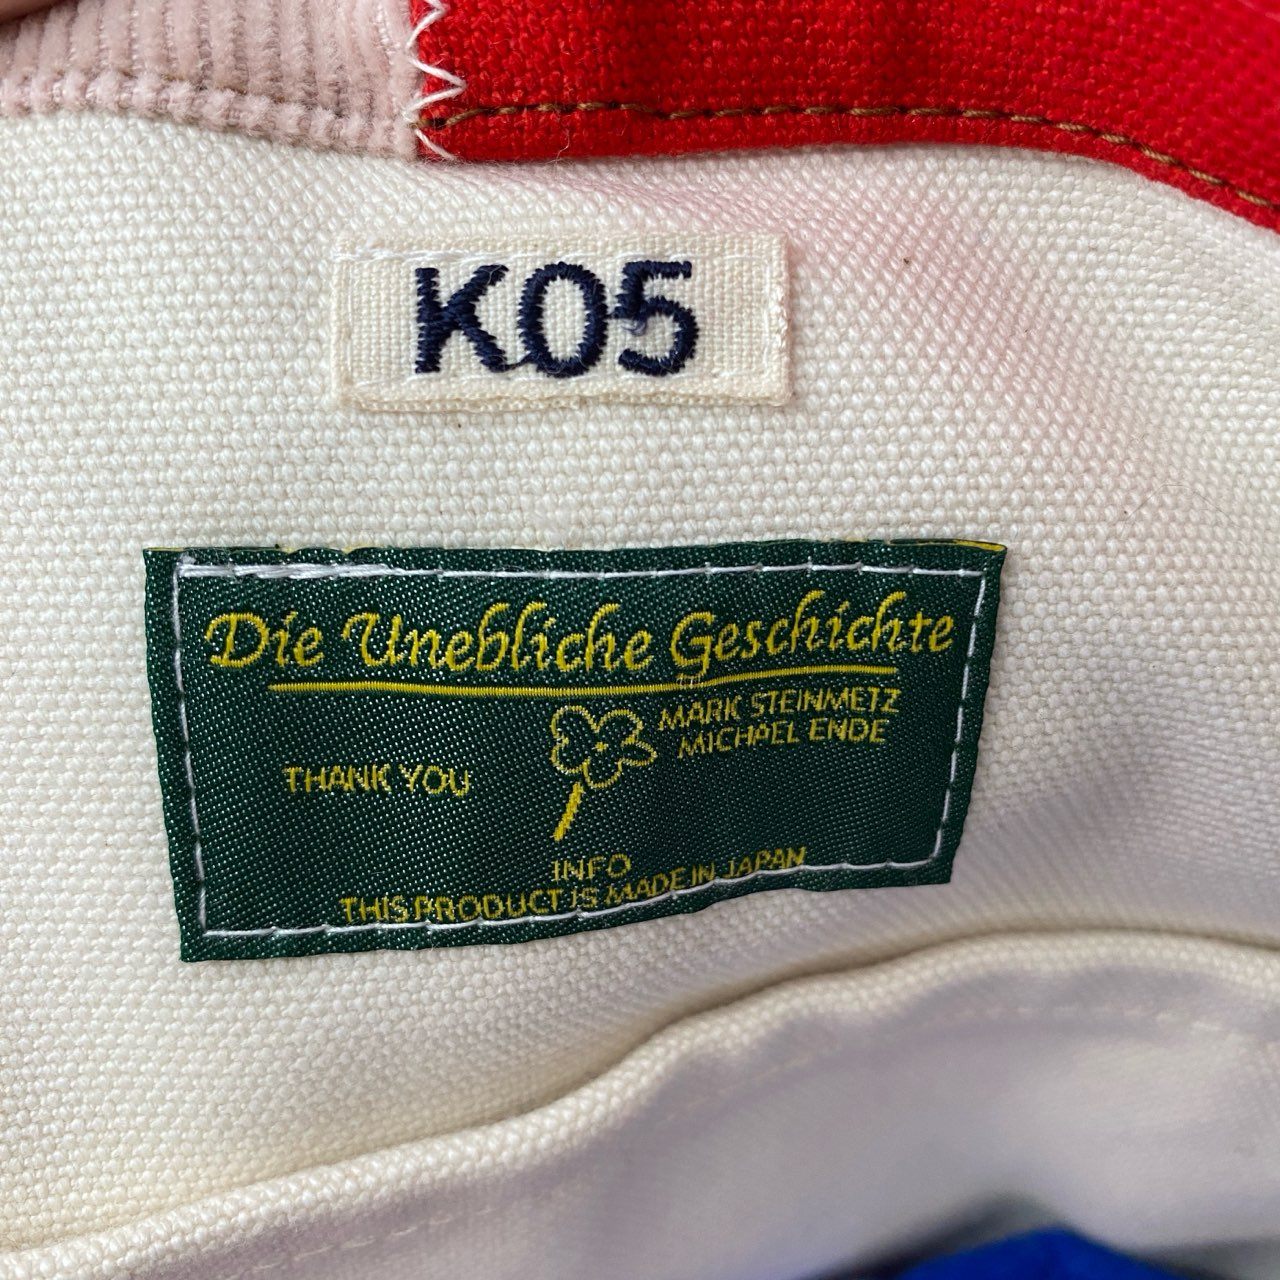 K05
Die Unebliche Geschichte
MARK STEINMETZ
MICHAEL ENDE
THANK YOU
INFO
THIS PRODUCT IS MADE IN JAPAN